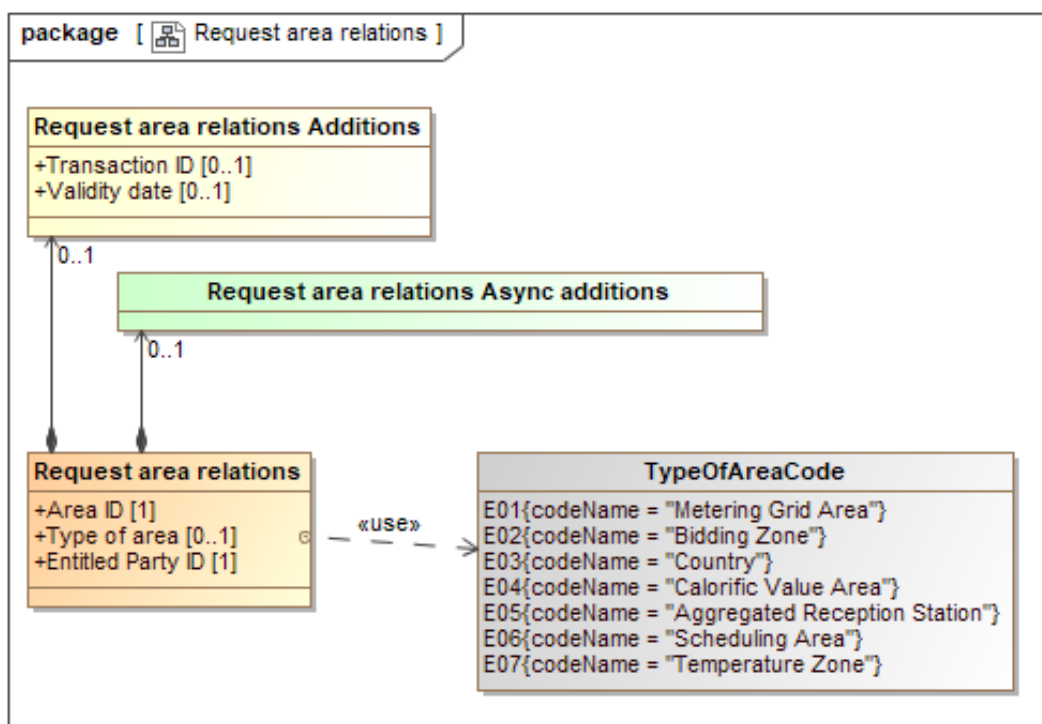 package [ Request area relations ]
Request area relations Additions
+Transaction ID [0..1]
+Validity date [0..1]
0..1
Request area relations Async additions
0..1
Request area relations
+Area ID [1]
+Type of area [0..1]
+Entitled Party ID [1]
«use»
TypeOfAreaCode
E01{codeName = "Metering Grid Area"}
E02{codeName = "Bidding Zone"}
E03{codeName = "Country"}
E04{codeName = "Calorific Value Area"}
E05{codeName = "Aggregated Reception Station"}
E06{codeName = "Scheduling Area"}
E07{codeName = "Temperature Zone"}